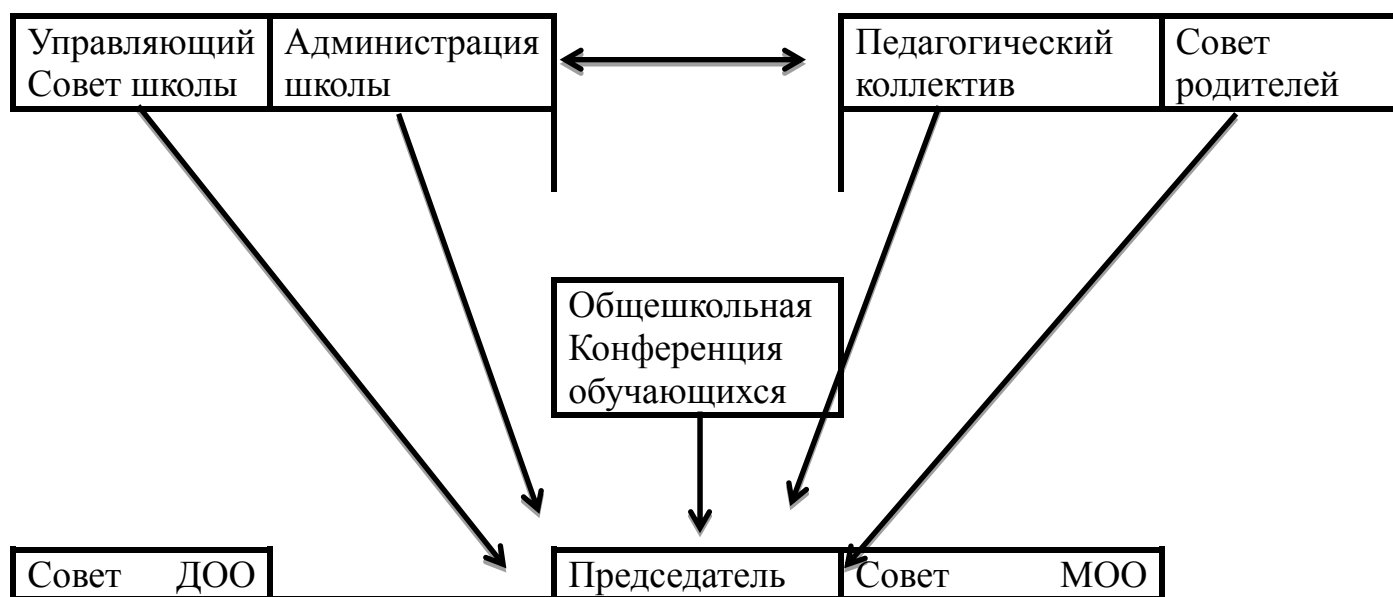 Управляющий
Совет школы
Администрация
школы
Педагогический
коллектив
Совет
родителей
Общешкольная
Конференция
обучающихся
Совет ДОО
Председатель
Совет МОО